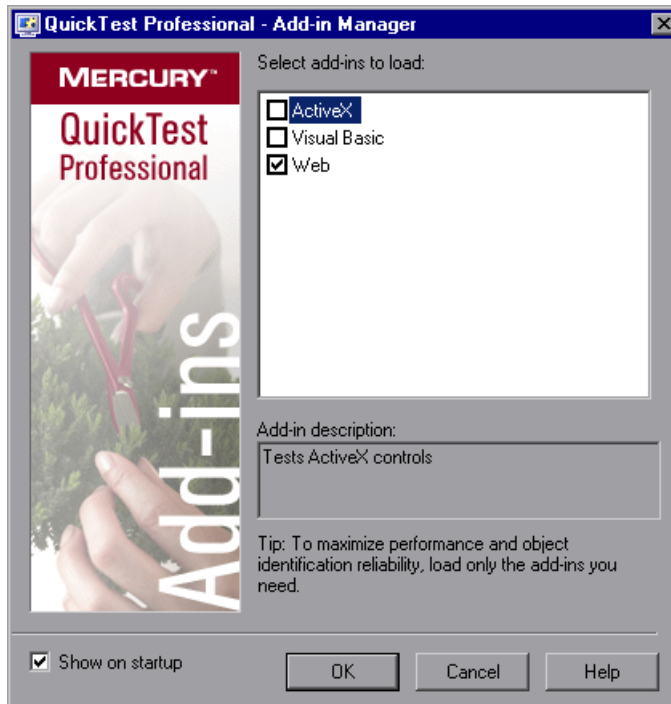 QuickTest Professional - Add-in Manager
MERCURY™
QuickTest
Professional
Add-ins
Select add-ins to load:
ActiveX
Visual Basic
Web
Add-in description:
Tests ActiveX controls
Tip: To maximize performance and object
identification reliability, load only the add-ins you
need.
Show on startup
OK
Cancel
Help